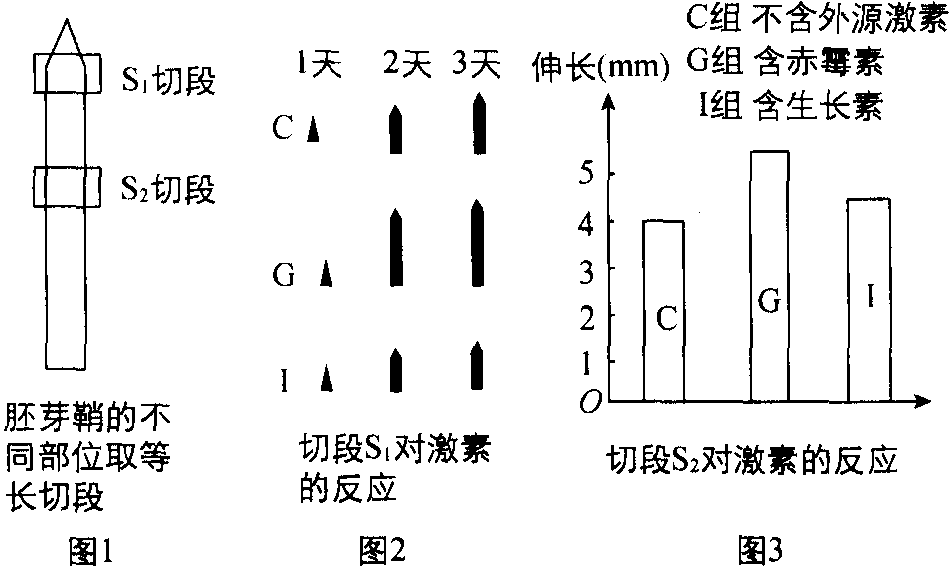 S₁切段
S₂切段
胚芽鞘的不
同部位取等
长切段
图1
1天 2天 3天
C
G
I
切段S₁对激素
的反应
图2
C组 不含外源激素
G组 含赤霉素
I组 含生长素
伸长(mm)
5
4
3
2
1
O
C
G
I
切段S₂对激素的反应
图3